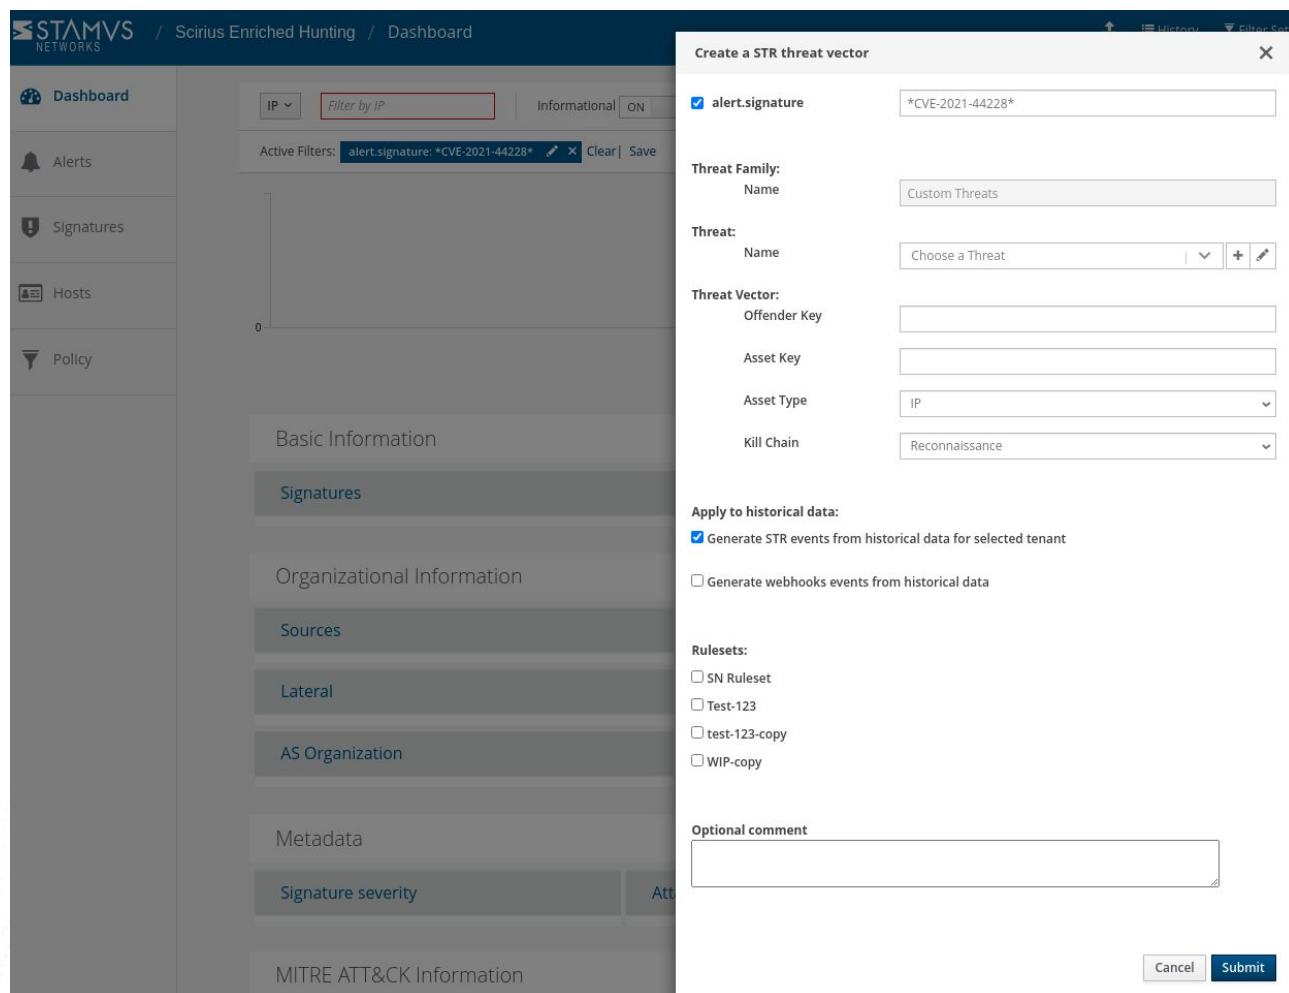 STAMVS NETWORKS / Scirius Enriched Hunting / Dashboard
History Filter Set
Dashboard
Alerts
Signatures
Hosts
Policy
IP Filter by IP Informational ON
Active Filters: alert.signature: *CVE-2021-44228* Clear| Save
0
Basic Information
Signatures
Organizational Information
Sources
Lateral
AS Organization
Metadata
Signature severity Att
MITRE ATT&CK Information
Create a STR threat vector
alert.signature *CVE-2021-44228*
Threat Family:
Name Custom Threats
Threat:
Name Choose a Threat
Threat Vector:
Offender Key
Asset Key
Asset Type IP
Kill Chain Reconnaissance
Apply to historical data:
Generate STR events from historical data for selected tenant
Generate webhooks events from historical data
Rulesets:
SN Ruleset
Test-123
test-123-copy
WIP-copy
Optional comment
Cancel Submit